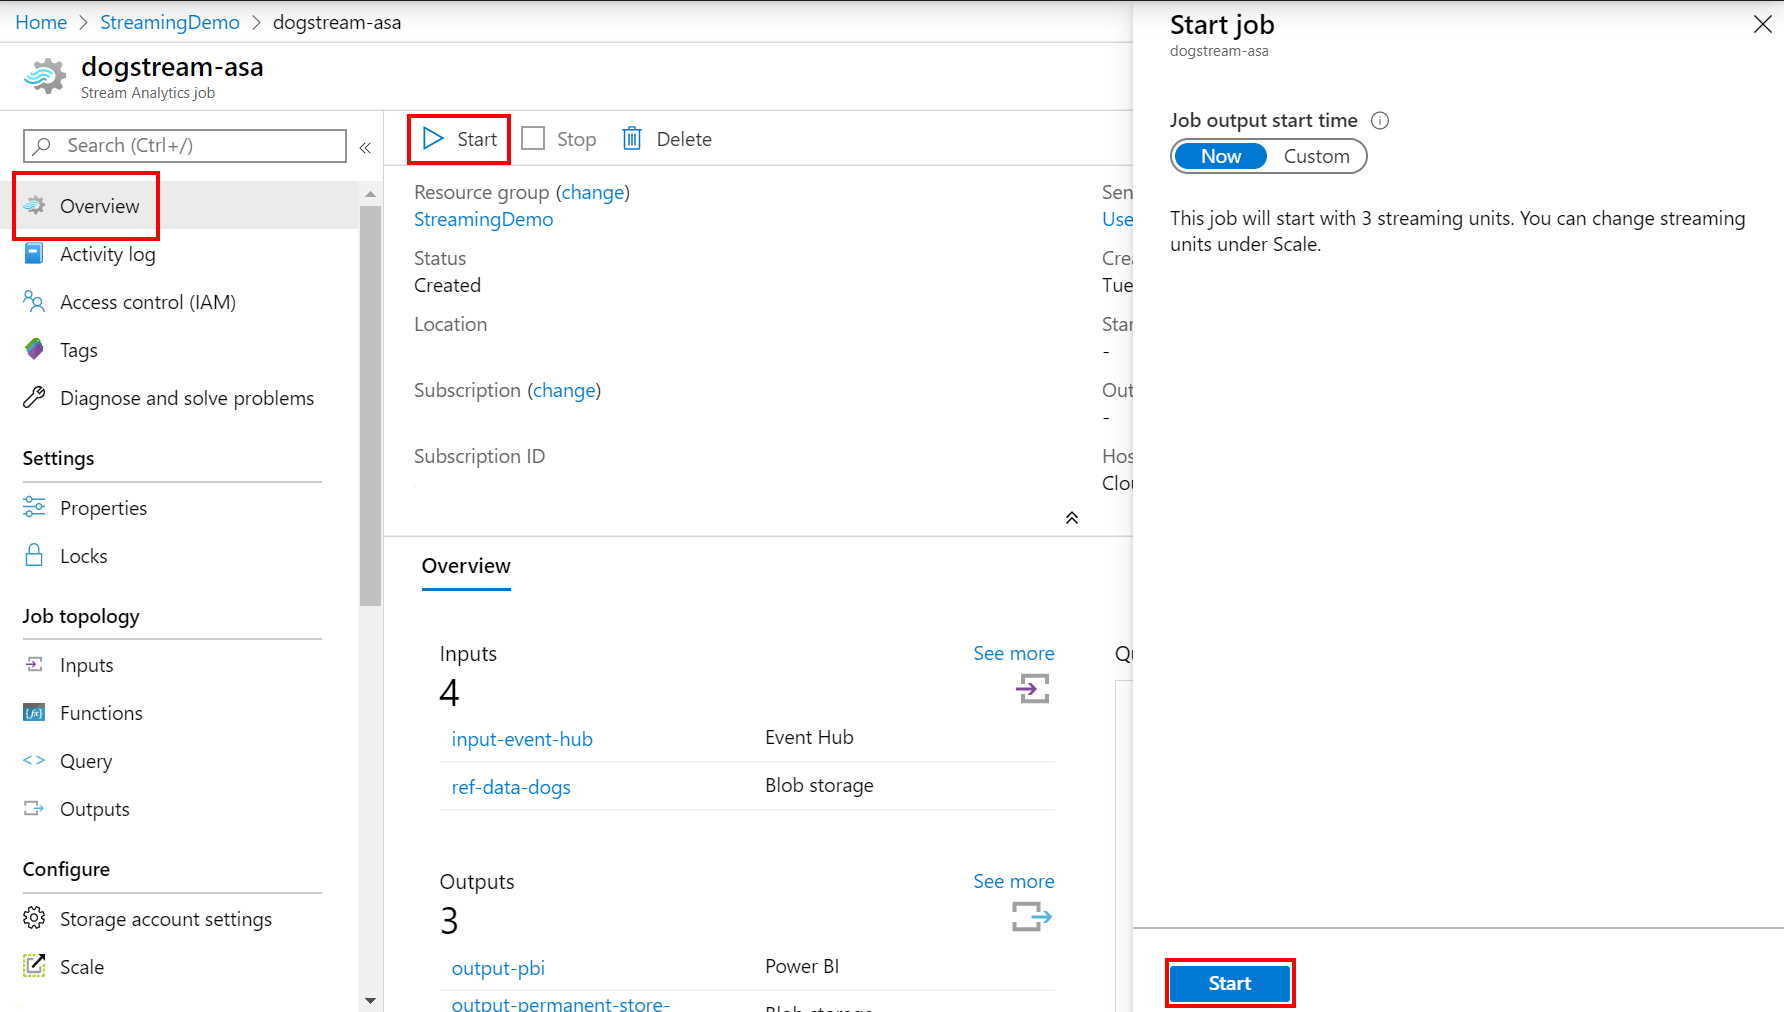 Home > StreamingDemo > dogstream-asa
dogstream-asa
Stream Analytics job
Search (Ctrl+/)
«
Overview
Activity log
Access control (IAM)
Tags
Diagnose and solve problems
Settings
Properties
Locks
Job topology
Inputs
Functions
Query
Outputs
Configure
Storage account settings
Scale
Start Stop Delete
Resource group (change)
StreamingDemo
Status
Created
Location
Subscription (change)
Subscription ID
Sen
Use
Crea
Tue
Star
-
Out
-
Hos
Clou
Overview
Inputs See more
4
input-event-hub Event Hub
ref-data-dogs Blob storage
Outputs See more
3
output-pbi Power BI
output-permanent-store- Blob storage
Qu
Start job
dogstream-asa
Job output start time
Now Custom
This job will start with 3 streaming units. You can change streaming
units under Scale.
Start